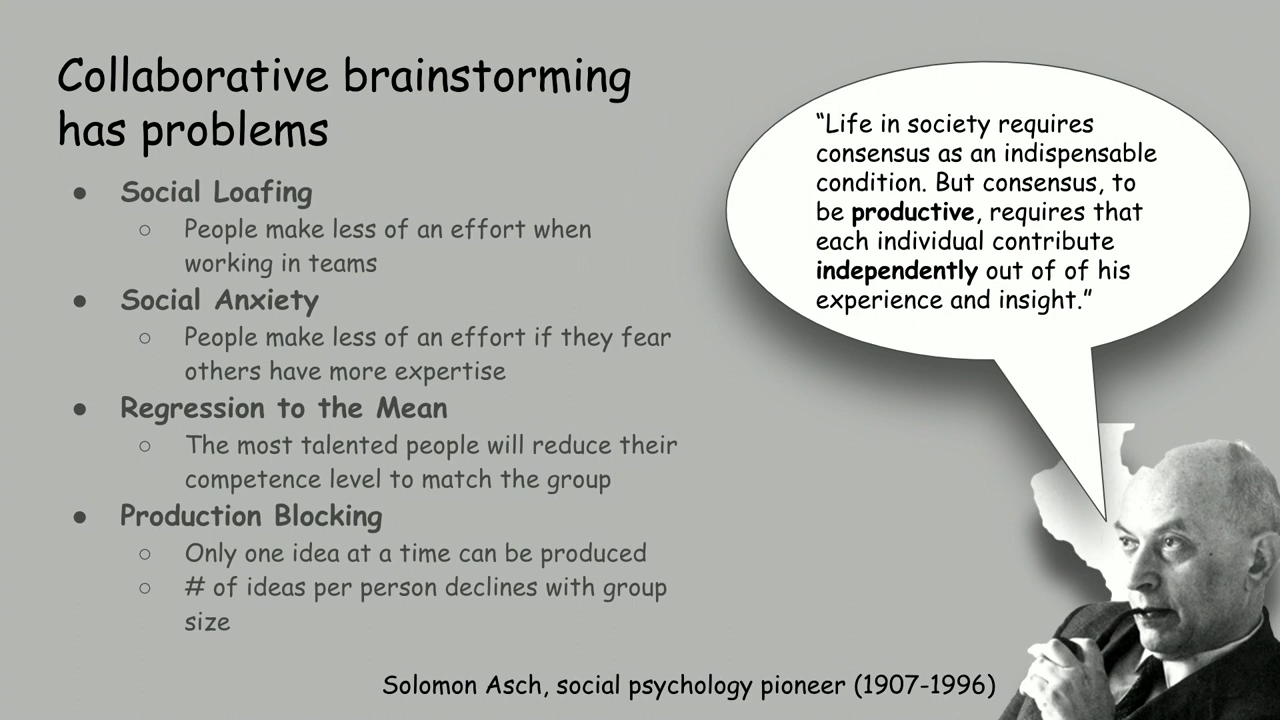 Collaborative brainstorming
has problems
● Social Loafing
○ People make less of an effort when
working in teams
● Social Anxiety
○ People make less of an effort if they fear
others have more expertise
● Regression to the Mean
○ The most talented people will reduce their
competence level to match the group
● Production Blocking
○ Only one idea at a time can be produced
○ # of ideas per person declines with group
size
“Life in society requires
consensus as an indispensable
condition. But consensus, to
be productive, requires that
each individual contribute
independently out of of his
experience and insight.”
Solomon Asch, social psychology pioneer (1907-1996)